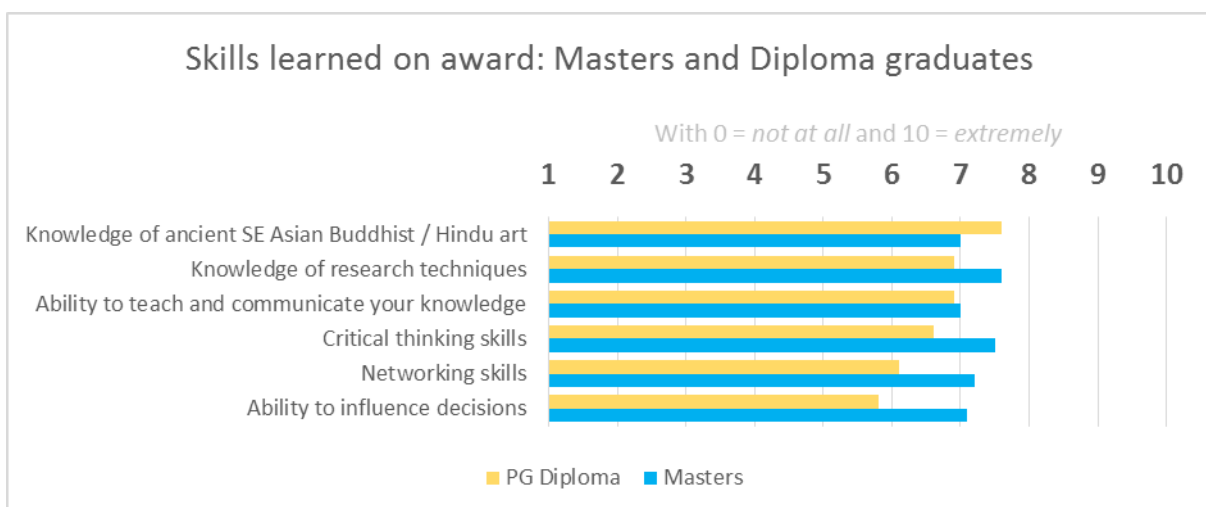 Skills learned on award: Masters and Diploma graduates
With 0 = not at all and 10 = extremely
1 2 3 4 5 6 7 8 9 10
Knowledge of ancient SE Asian Buddhist / Hindu art
Knowledge of research techniques
Ability to teach and communicate your knowledge
Critical thinking skills
Networking skills
Ability to influence decisions
PG Diploma Masters